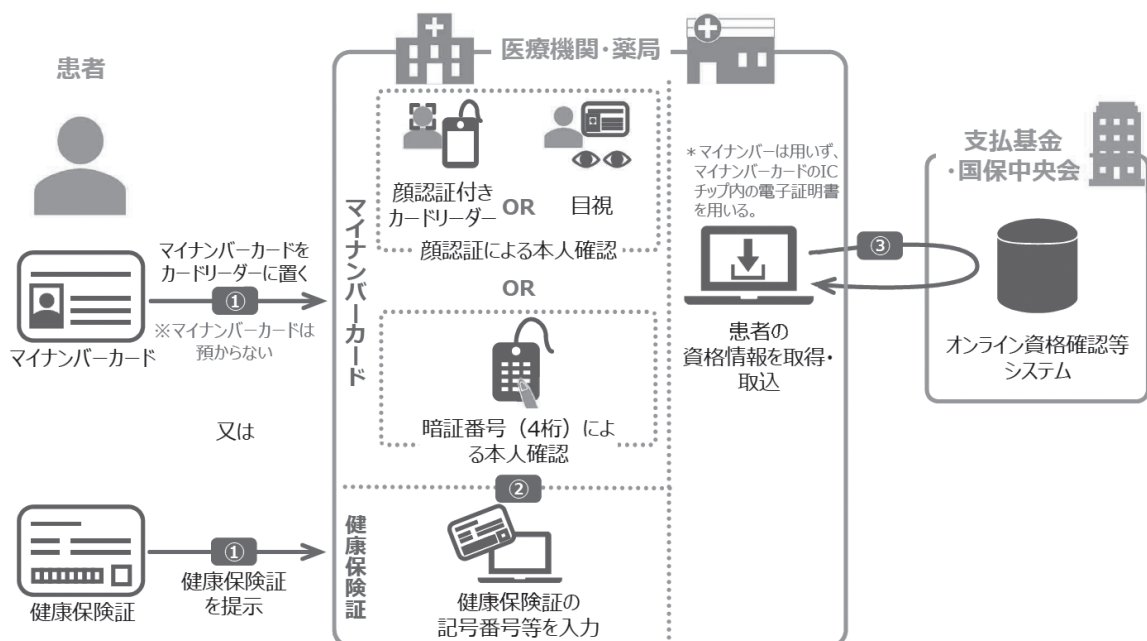 患者
マイナンバーカード
マイナンバーカードを
カードリーダーに置く
①
※マイナンバーカードは
預からない
又は
健康保険証
①
健康保険証
を提示
医療機関・薬局
マイナンバーカード
顔認証付き
カードリーダー
OR
目視
顔認証による本人確認
OR
暗証番号（4桁）によ
る本人確認
②
健康保険証
健康保険証の
記号番号等を入力
＊マイナンバーは用いず、
マイナンバーカードのIC
チップ内の電子証明書
を用いる。
患者の
資格情報を取得・
取込
③
支払基金
・国保中央会
オンライン資格確認等
システム